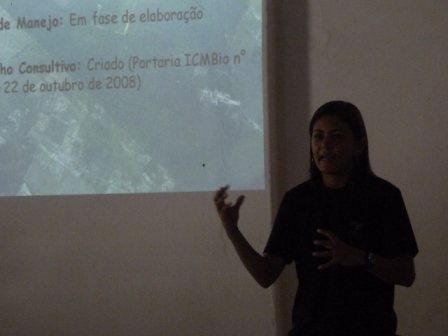 de Manejo: Em fase de elaboração
ho Consultivo: Criado (Portaria ICMBio nº
22 de outubro de 2008)